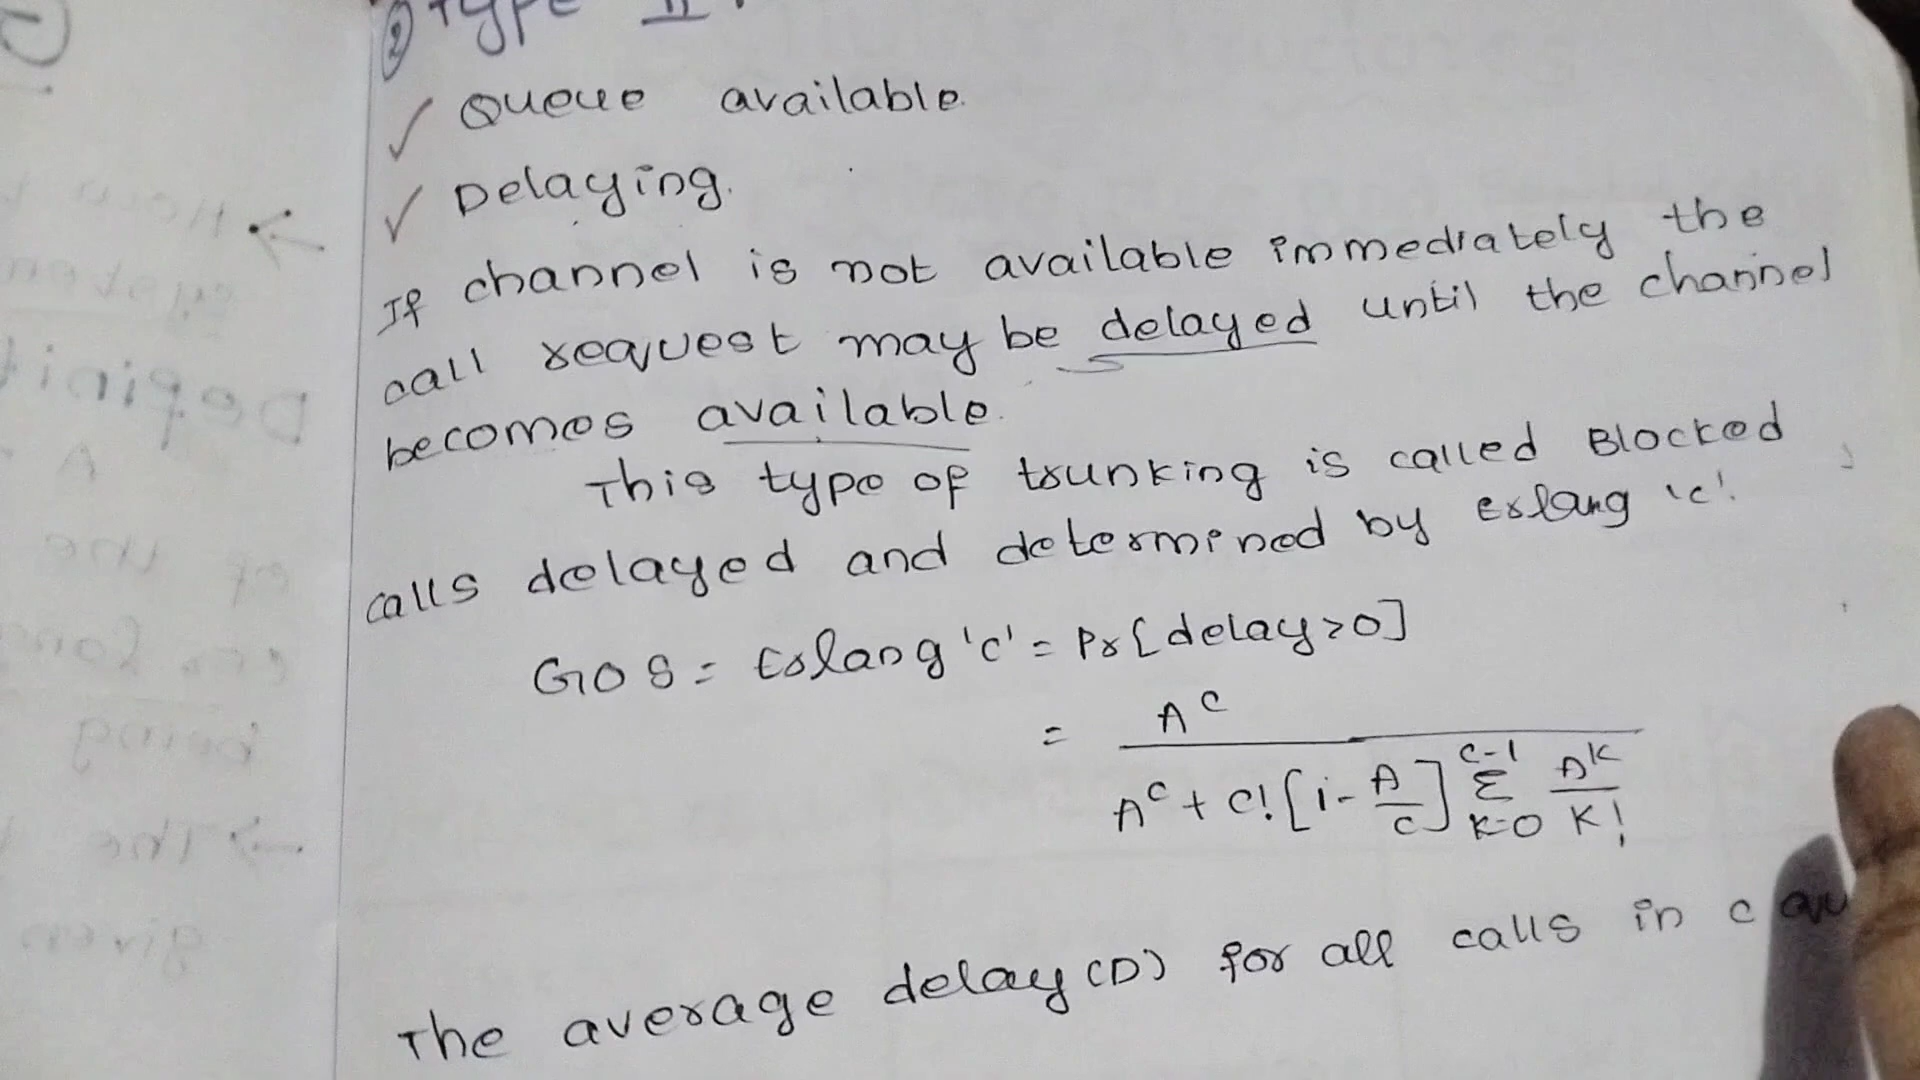 ② Type II.
✓ Queue available.
✓ Delaying.
If channel is not available immediately the
call request may be delayed until the channel
becomes available.
This type of trunking is called Blocked
calls delayed and determined by Erlang 'c'.
GOS = Erlang 'c' = Pr[delay>0]
= A^c / (A^c + c! [1 - A/c] Σ_{k=0}^{c-1} A^k/k!)
The average delay (D) for all calls in c